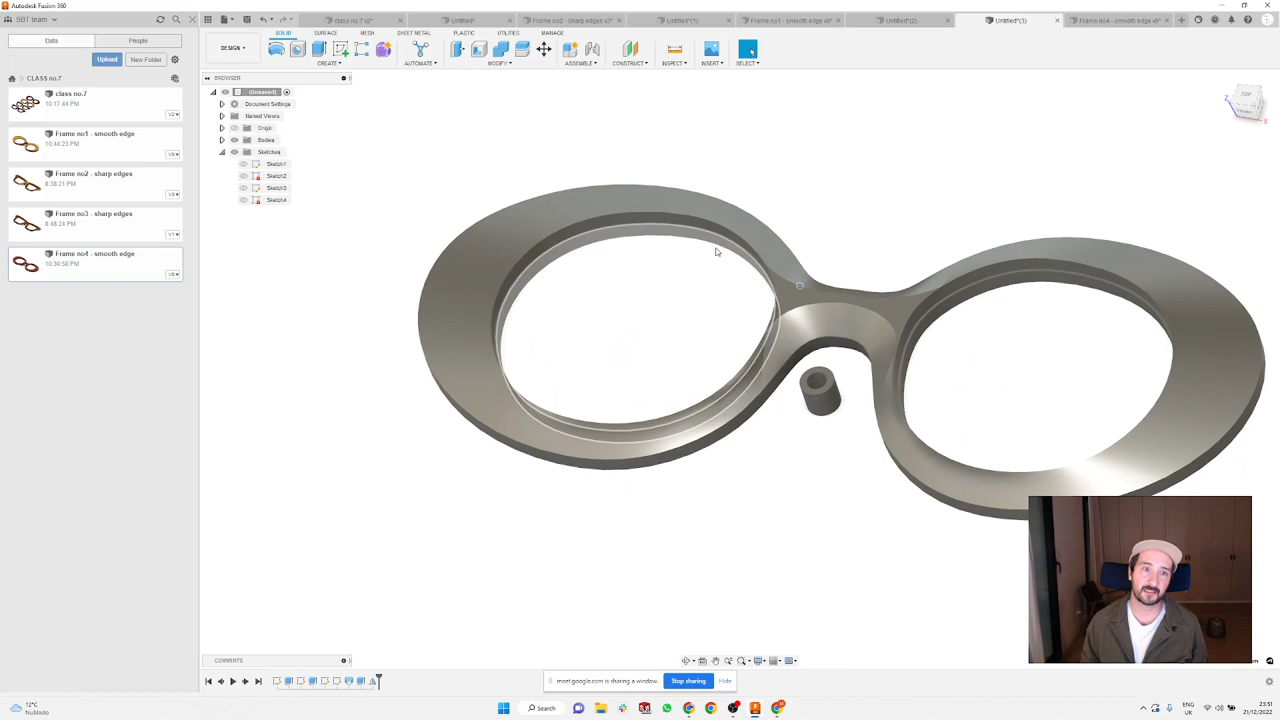 Autodesk Fusion 360
SBT team
class no.7 v2*
Untitled*
Frame no2 - sharp edges v3*
Untitled*(1)
Frame no1 - smooth edge v9*
Untitled*(2)
Untitled*(3)
Frame no4 - smooth edge v6*
Data
People
Upload
New Folder
CLASS no.7
class no.7
10:17:44 PM
V2
Frame no1 - smooth edge
10:44:23 PM
Frame no2 - sharp edges
8:38:21 PM
Frame no3 - sharp edges
8:48:24 PM
V1
Frame no4 - smooth edge
10:39:50 PM
DESIGN
SOLID
SURFACE
MESH
SHEET METAL
PLASTIC
UTILITIES
MANAGE
CREATE
AUTOMATE
MODIFY
ASSEMBLE
CONSTRUCT
INSPECT
INSERT
SELECT
BROWSER
(Unsaved)
Document Settings
Named Views
Origin
Bodies
Sketches
Sketch1
Sketch2
Sketch3
Sketch4
TOP
Z
X
COMMENTS
meet.google.com is sharing a window.
Stop sharing
Hide
12°C
Nublado
Search
ENG
UK
23:51
21/12/2022